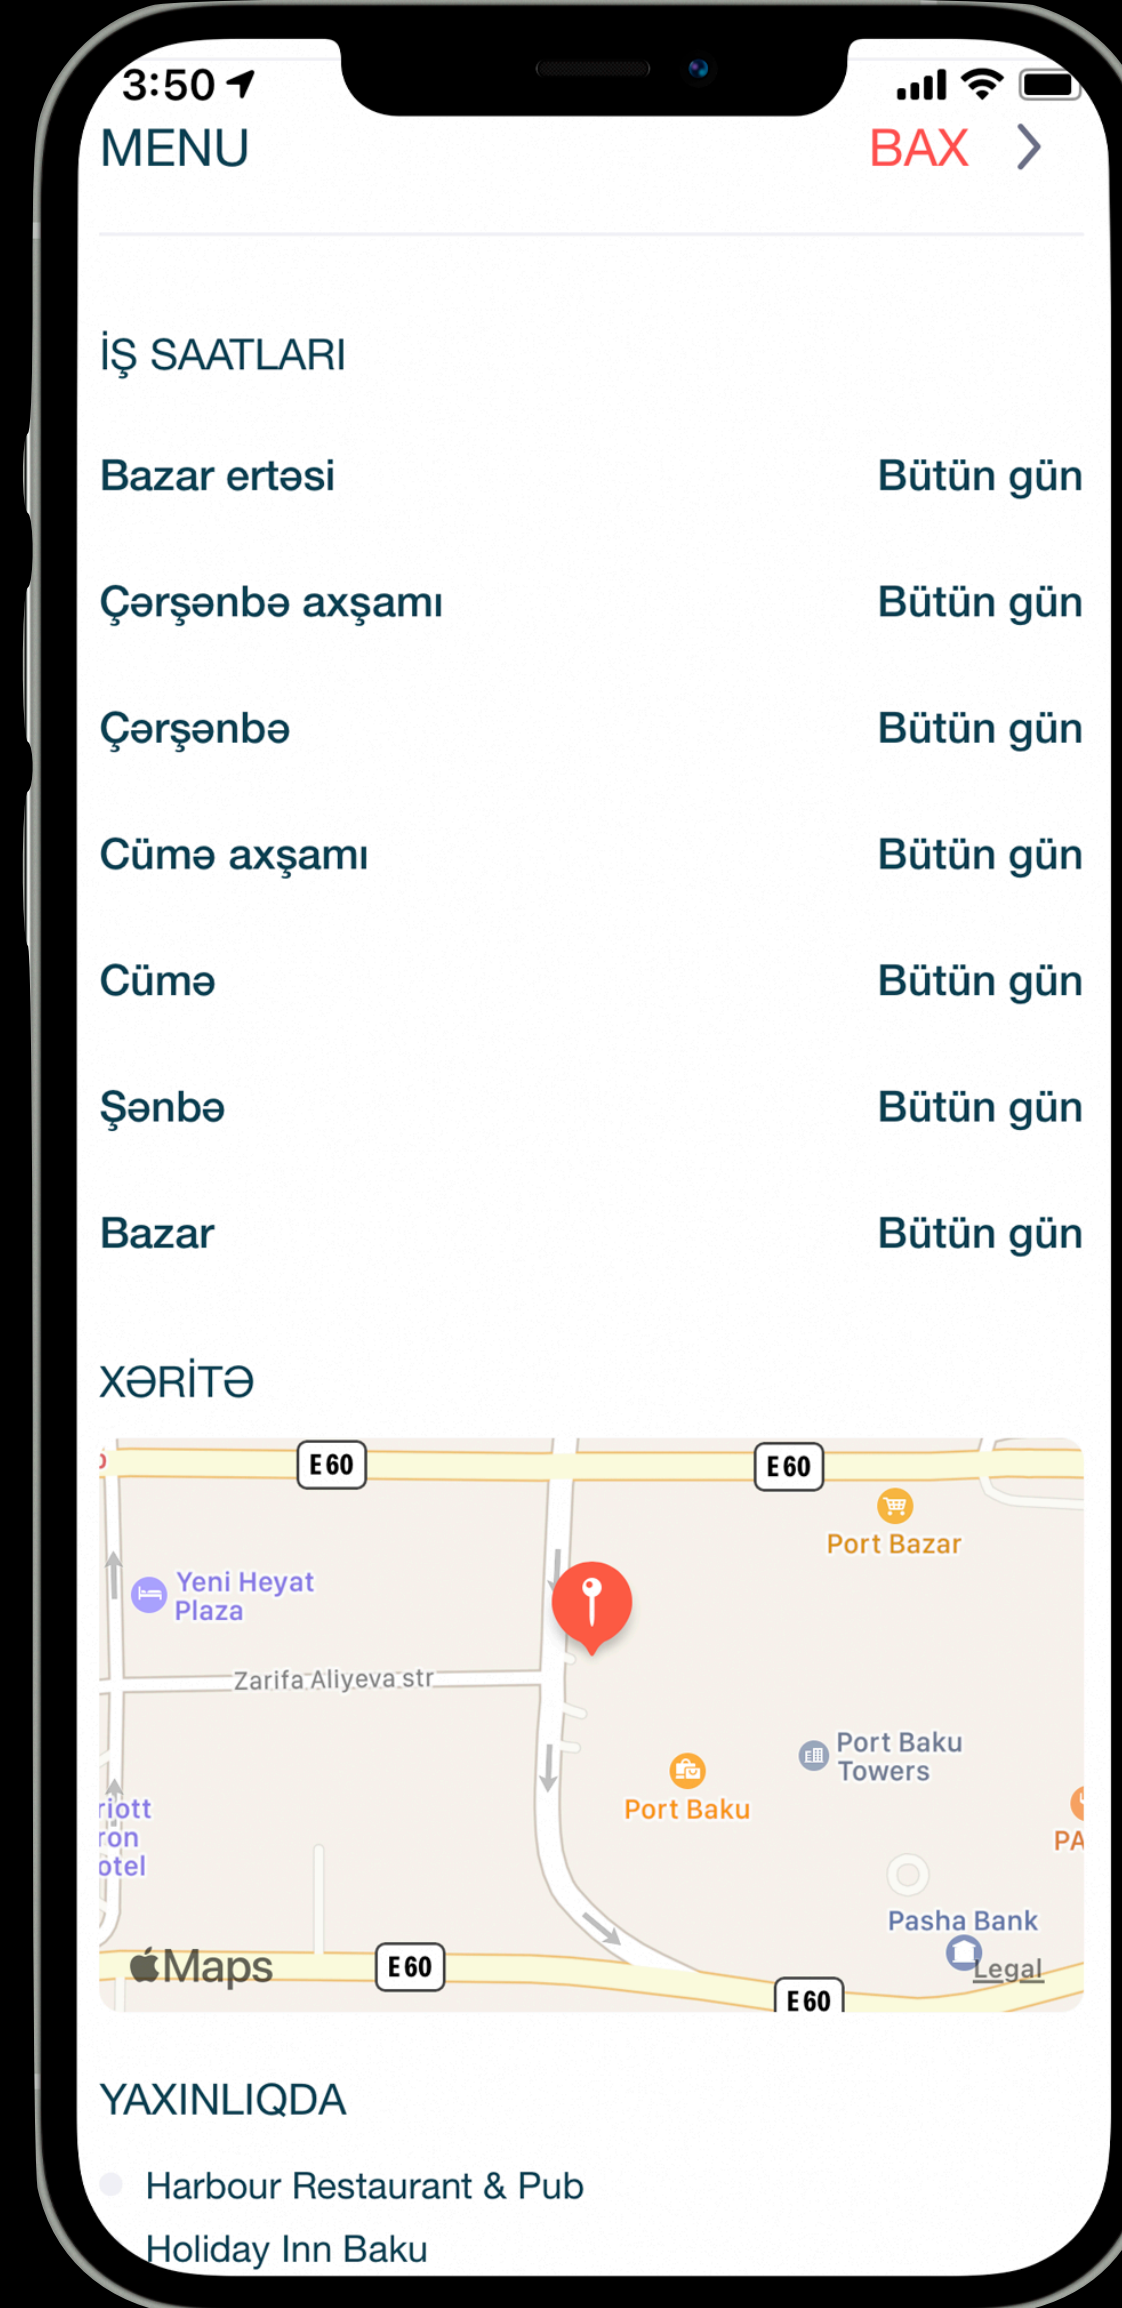 3:50
MENU BAX
İŞ SAATLARI
Bazar ertəsi Bütün gün
Çərşənbə axşamı Bütün gün
Çərşənbə Bütün gün
Cümə axşamı Bütün gün
Cümə Bütün gün
Şənbə Bütün gün
Bazar Bütün gün
XƏRİTƏ
E60 E60
Port Bazar
Yeni Heyat
Plaza
Zarifa Aliyeva str
Port Baku
Towers
Port Baku
riott
ron
otel
PA
Pasha Bank
Maps
E60
Legal
E60
YAXINLIQDA
Harbour Restaurant & Pub
Holiday Inn Baku